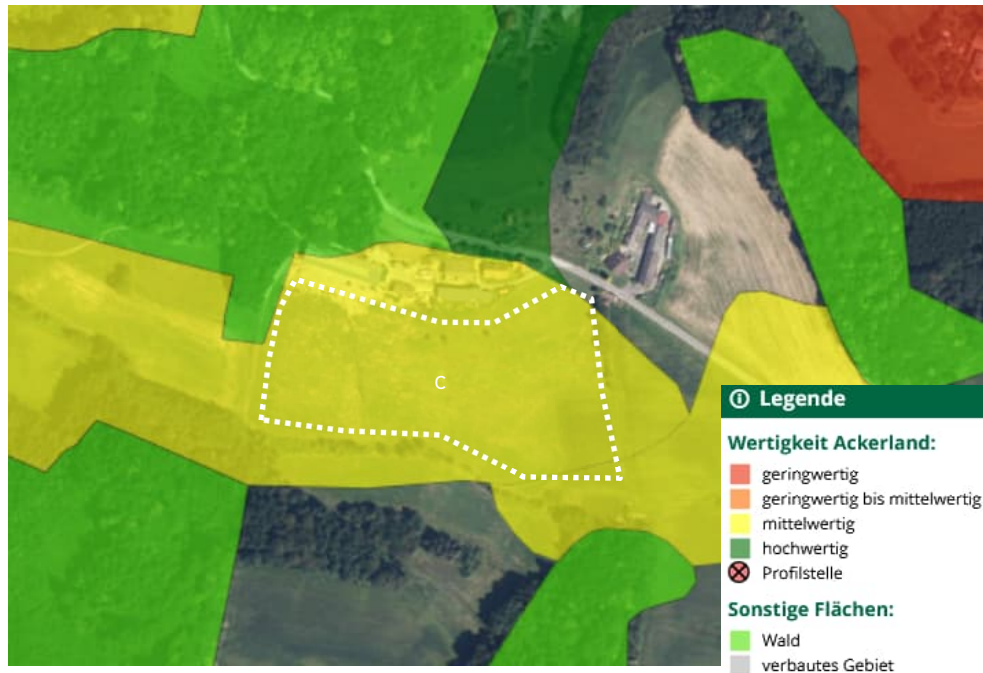 C
Legende
Wertigkeit Ackerland:
geringwertig
geringwertig bis mittelwertig
mittelwertig
hochwertig
Profilstelle
Sonstige Flächen:
Wald
verbautes Gebiet